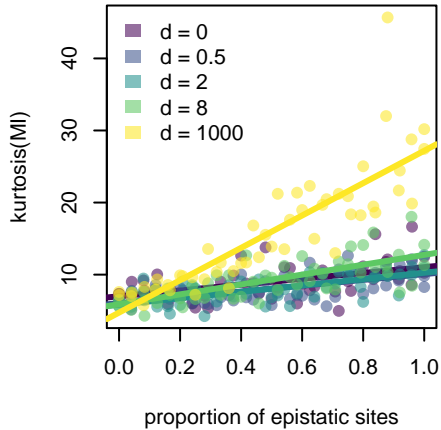 d = 0
d = 0.5
d = 2
d = 8
d = 1000
kurtosis(MI)
40
30
20
10
0.0 0.2 0.4 0.6 0.8 1.0
proportion of epistatic sites